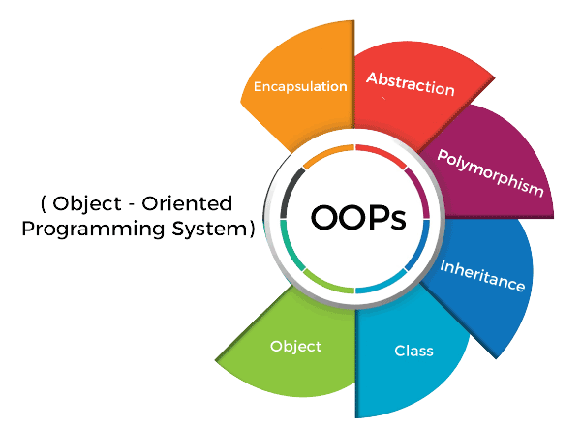 Encapsulation
Abstraction
Polymorphism
( Object - Oriented
Programming System)
OOPs
Inheritance
Object
Class